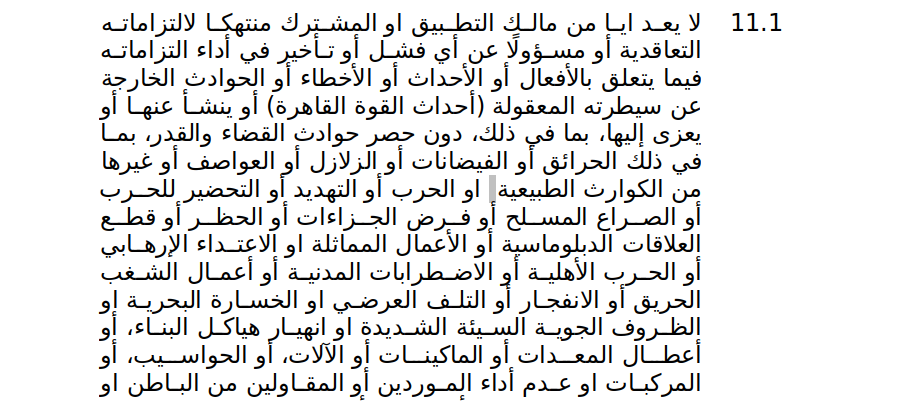 11.1 لا يعد ايا من مالك التطبيق او المشترك منتهكا لالتزاماته
التعاقدية أو مسؤولًا عن أي فشل أو تأخير في أداء التزاماته
فيما يتعلق بالأفعال أو الأحداث أو الأخطاء أو الحوادث الخارجة
عن سيطرته المعقولة (أحداث القوة القاهرة) أو ينشأ عنها أو
يعزى إليها، بما في ذلك، دون حصر حوادث القضاء والقدر، بما
في ذلك الحرائق أو الفيضانات أو الزلازل أو العواصف أو غيرها
من الكوارث الطبيعية او الحرب أو التهديد أو التحضير للحرب
أو الصراع المسلح أو فرض الجزاءات أو الحظر أو قطع
العلاقات الدبلوماسية أو الأعمال المماثلة او الاعتداء الإرهابي
أو الحرب الأهلية أو الاضطرابات المدنية أو أعمال الشغب
الحريق أو الانفجار أو التلف العرضي او الخسارة البحرية او
الظروف الجوية السيئة الشديدة او انهيار هياكل البناء، أو
أعطال المعدات أو الماكينات أو الآلات، أو الحواسيب، أو
المركبات او عدم أداء الموردين أو المقاولين من الباطن او